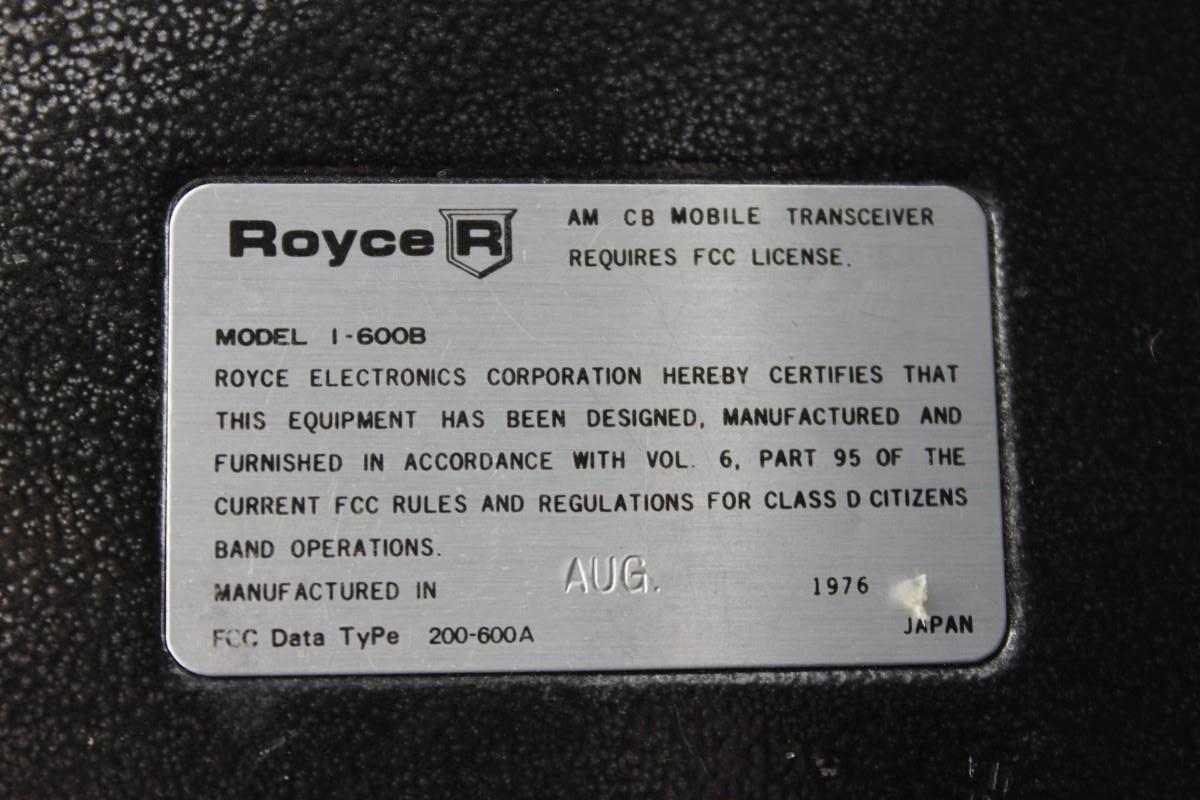 Royce R
AM CB MOBILE TRANSCEIVER
REQUIRES FCC LICENSE.
MODEL 1-600B
ROYCE ELECTRONICS CORPORATION HEREBY CERTIFIES THAT
THIS EQUIPMENT HAS BEEN DESIGNED, MANUFACTURED AND
FURNISHED IN ACCORDANCE WITH VOL. 6, PART 95 OF THE
CURRENT FCC RULES AND REGULATIONS FOR CLASS D CITIZENS
BAND OPERATIONS.
MANUFACTURED IN AUG. 1976
JAPAN
FCC Data TyPe 200-600A